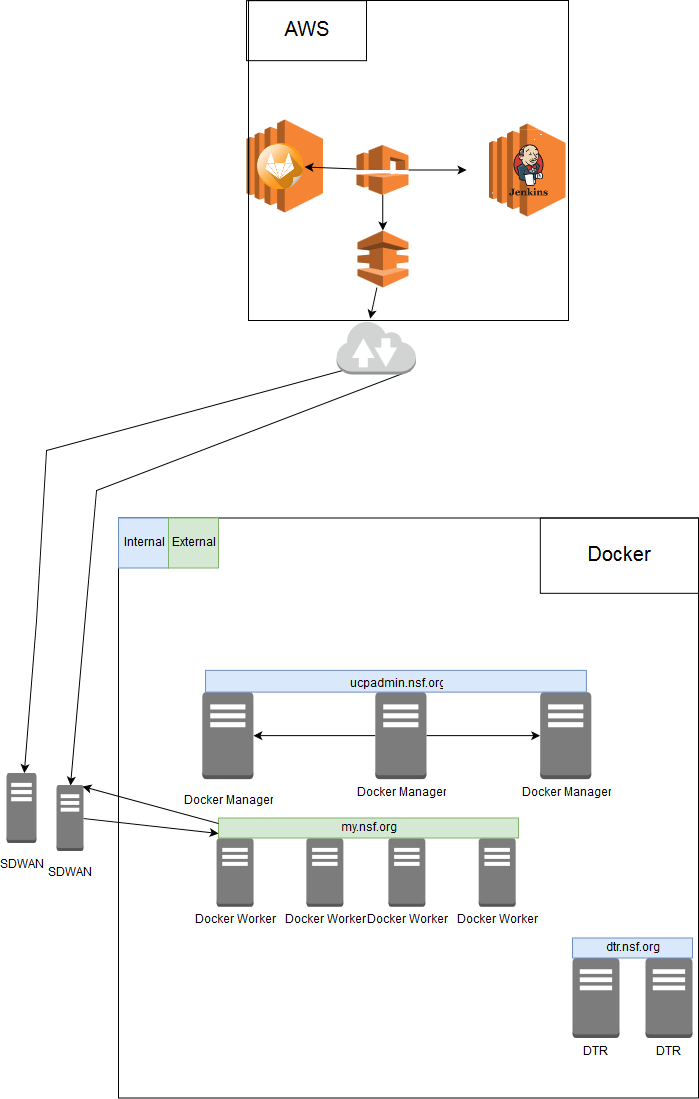 AWS
Jenkins
Internal
External
Docker
ucpadmin.nsf.org
Docker Manager
Docker Manager
Docker Manager
SDWAN
SDWAN
my.nsf.org
Docker Worker
Docker Worker
Docker Worker
Docker Worker
dtr.nsf.org
DTR
DTR